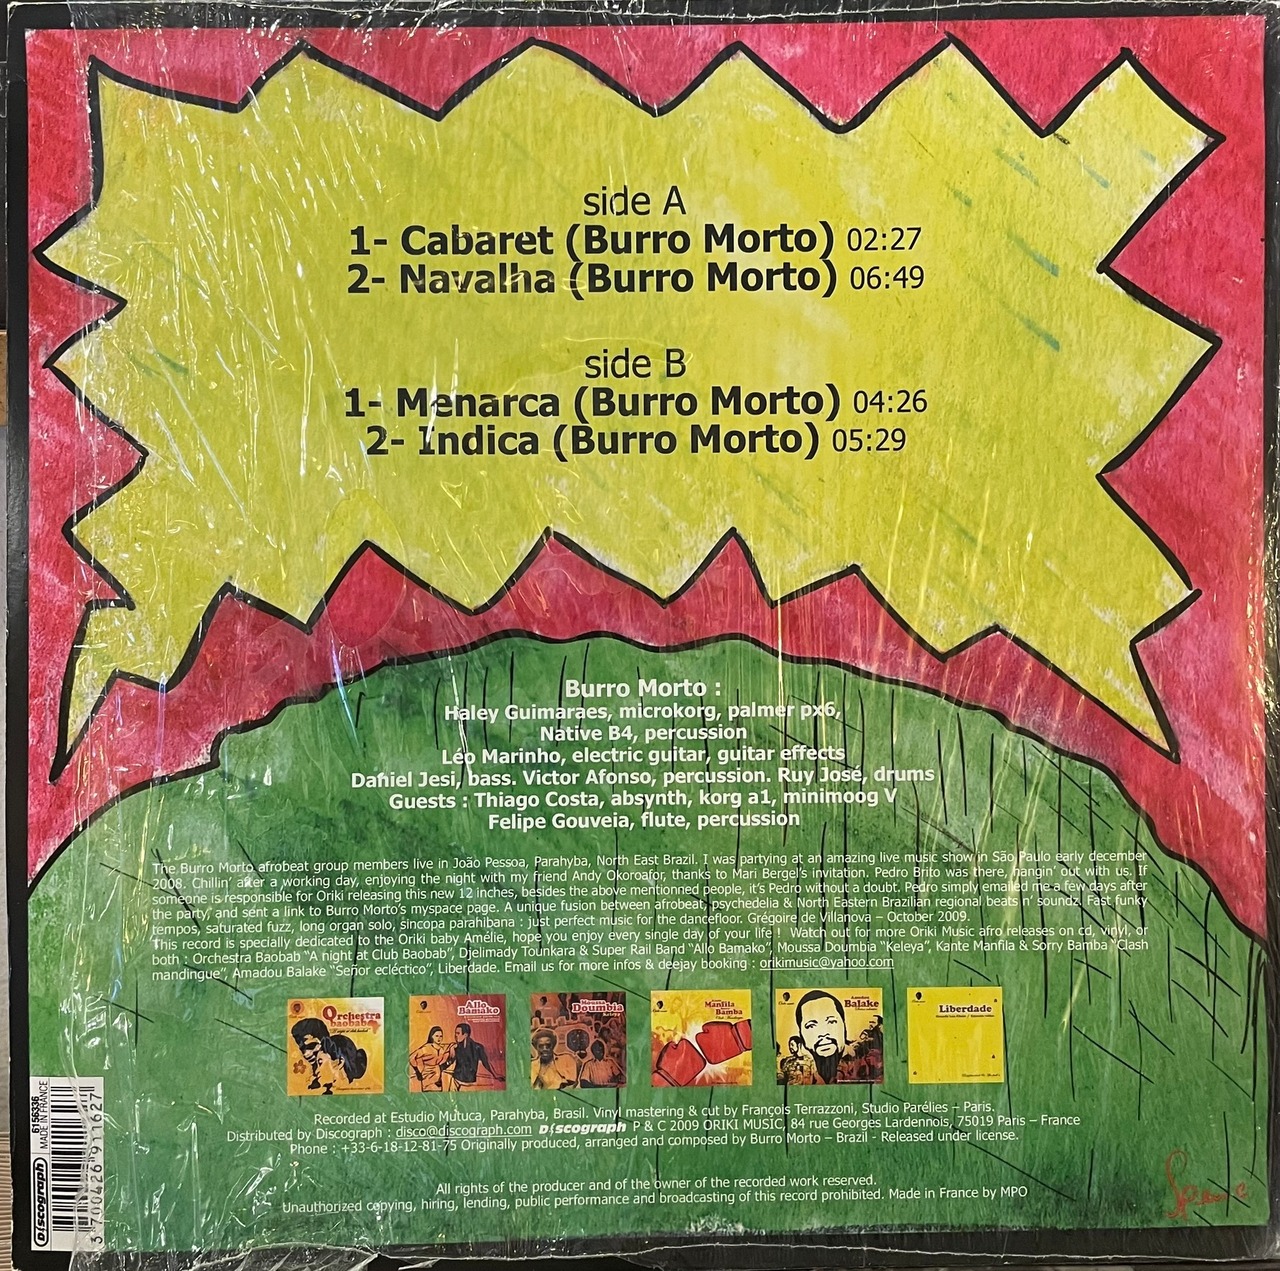 side A
1- Cabaret (Burro Morto) 02:27
2- Navalha (Burro Morto) 06:49
side B
1- Menarca (Burro Morto) 04:26
2- Indica (Burro Morto) 05:29
Burro Morto :
Haley Guimaraes, microkorg, palmer px6,
Native B4, percussion
Léo Marinho, electric guitar, guitar effects
Daniel Jesi, bass. Victor Afonso, percussion. Ruy José, drums
Guests : Thiago Costa, absynth, korg a1, minimoog V
Felipe Gouveia, flute, percussion
The Burro Morto afrobeat group members live in João Pessoa, Parahyba, North East Brazil. I was partying at an amazing live music show in São Paulo early december
2008. Chillin' after a working day, enjoying the night with my friend Andy Okoroafor, thanks to Mari Bergel's invitation. Pedro Brito was there, hangin' out with us. If
someone is responsible for Oriki releasing this new 12 inches, besides the above mentionned people, it's Pedro without a doubt. Pedro simply emailed me a few days after
the party, and sent a link to Burro Morto's myspace page. A unique fusion between afrobeat, psychedelia & North Eastern Brazilian regional beats n' soundz. Fast funky
tempos, saturated fuzz, long organ solo, sincopa parahibana : just perfect music for the dancefloor. Grégoire de Villanova – October 2009.
This record is specially dedicated to the Oriki baby Amélie, hope you enjoy every single day of your life ! Watch out for more Oriki Music afro releases on cd, vinyl, or
both : Orchestra Baobab "A night at Club Baobab", Djelimady Tounkara & Super Rail Band "Allo Bamako", Moussa Doumbia "Keleya", Kante Manfila & Sorry Bamba "Clash
mandingue", Amadou Balake "Señor ecléctico", Liberdade. Email us for more infos & deejay booking : orikimusic@yahoo.com
Orchestra
baobab
Allo
Bamako
Moussa
Doumbia
Keleya
Manfila
Bamba
Amadou
Balake
Liberdade
Recorded at Estudio Mutuca, Parahyba, Brasil. Vinyl mastering & cut by François Terrazzoni, Studio Parélies – Paris.
Distributed by Discograph : disco@discograph.com Discograph P & C 2009 ORIKI MUSIC, 84 rue Georges Lardennois, 75019 Paris – France
Phone : +33-6-18-12-81-75 Originally produced, arranged and composed by Burro Morto – Brazil - Released under license.
All rights of the producer and of the owner of the recorded work reserved.
Unauthorized copying, hiring, lending, public performance and broadcasting of this record prohibited. Made in France by MPO
Discograph
6156336
MADE IN FRANCE
3 700426 911627